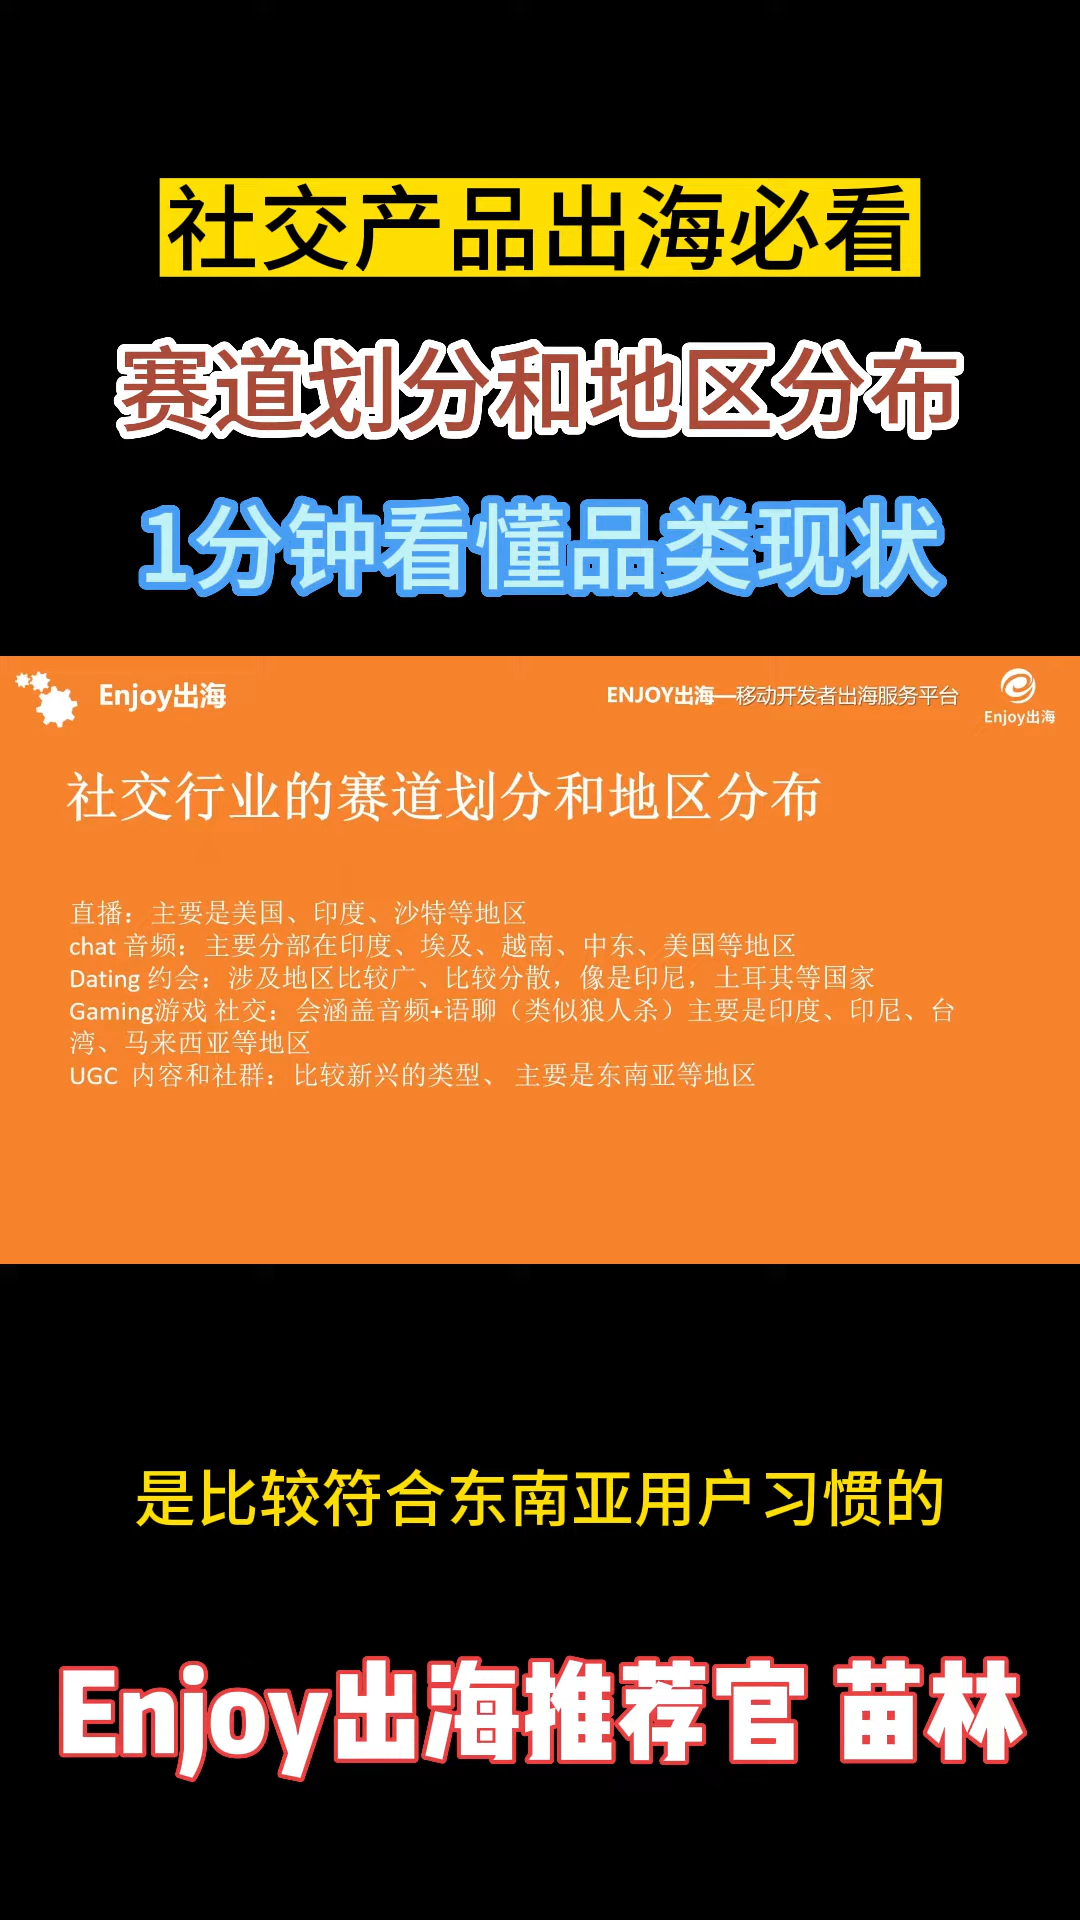 社交产品出海必看
赛道划分和地区分布
1分钟看懂品类现状
Enjoy出海
ENJOY出海—移动开发者出海服务平台
Enjoy出海
社交行业的赛道划分和地区分布
直播：主要是美国、印度、沙特等地区
chat 音频：主要分部在印度、埃及、越南、中东、美国等地区
Dating 约会：涉及地区比较广、比较分散，像是印尼，土耳其等国家
Gaming游戏 社交：会涵盖音频+语聊（类似狼人杀）主要是印度、印尼、台
湾、马来西亚等地区
UGC 内容和社群：比较新兴的类型、 主要是东南亚等地区
是比较符合东南亚用户习惯的
Enjoy出海推荐官 苗林